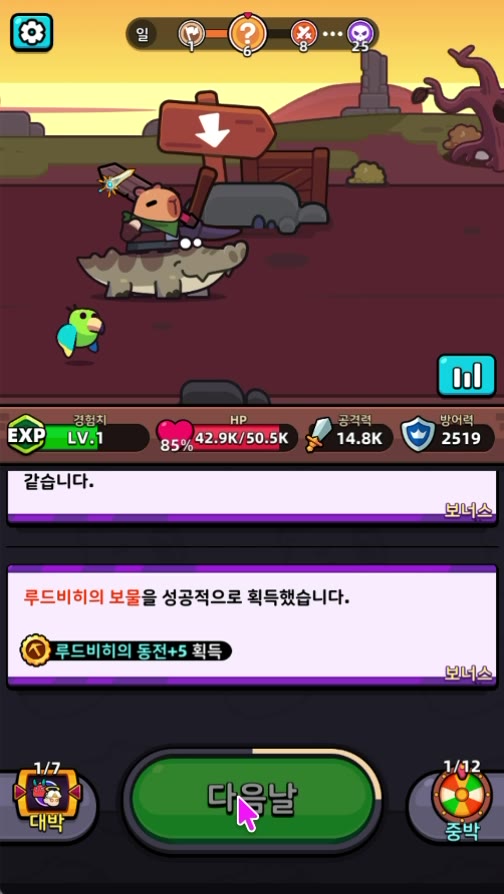 일
?
1
6
8
25
경험치
HP
공격력
방어력
EXP
LV.1
85%
42.9K/50.5K
14.8K
2519
같습니다.
보너스
루드비히의 보물을 성공적으로 획득했습니다.
루드비히의 동전+5 획득
보너스
1/7
대박
다음날
1/12
중박